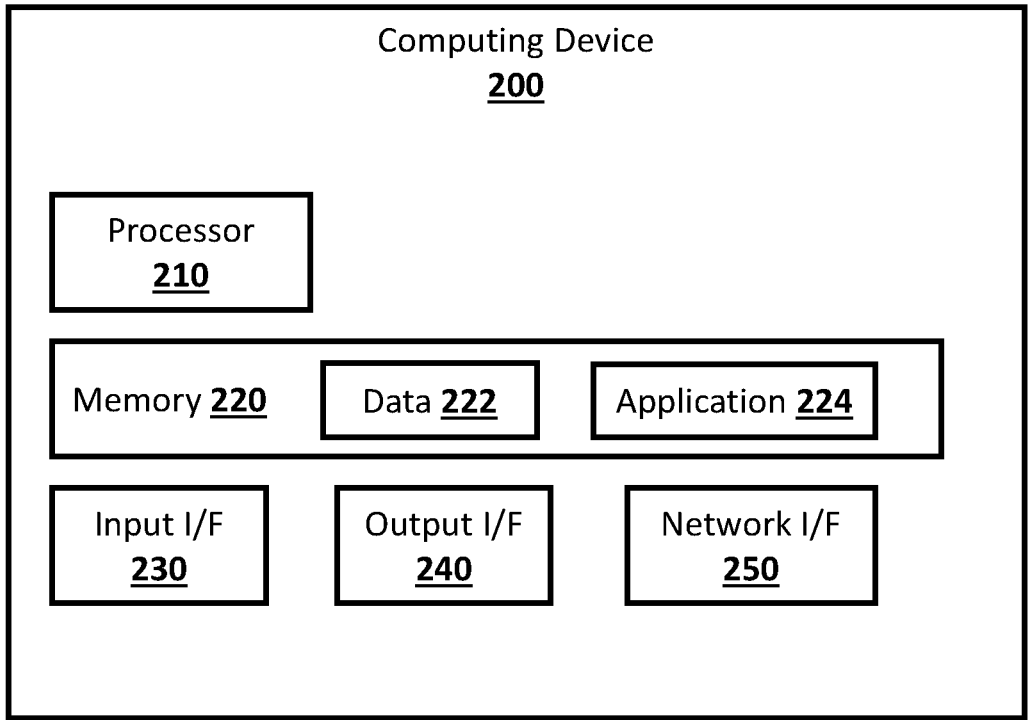 Computing Device
200
Processor
210
Memory 220
Data 222
Application 224
Input I/F
230
Output I/F
240
Network I/F
250